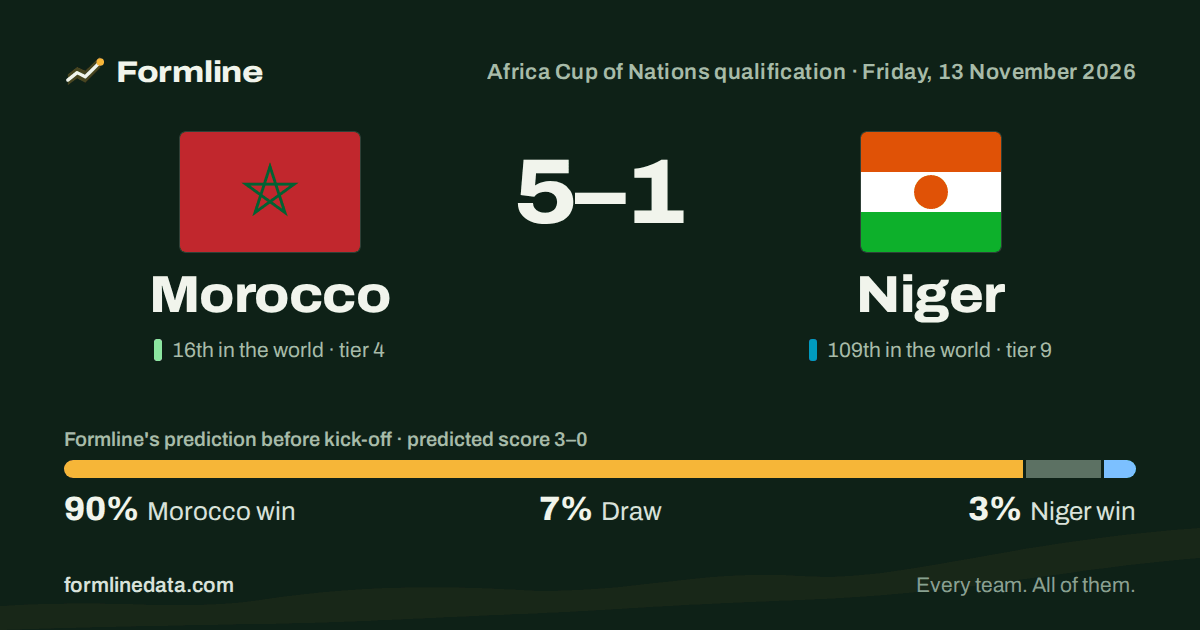 Formline
Africa Cup of Nations qualification · Friday, 13 November 2026
5–1
Morocco
Niger
16th in the world · tier 4
109th in the world · tier 9
Formline's prediction before kick-off · predicted score 3–0
90% Morocco win
7% Draw
3% Niger win
formlinedata.com
Every team. All of them.